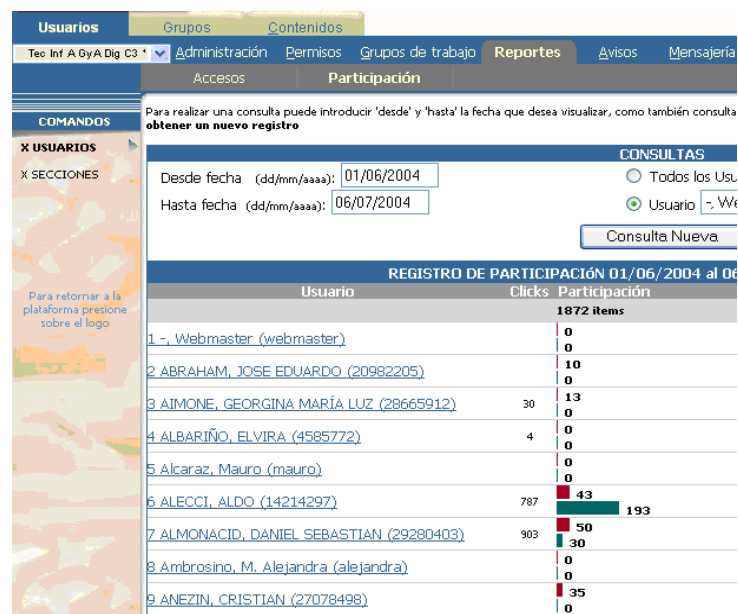 Usuarios Grupos Contenidos
Tec Inf A GyA Dig C3 * Administración Permisos Grupos de trabajo Reportes Avisos Mensajería
Accesos Participación
COMANDOS
X USUARIOS
X SECCIONES
Para retornar a la
plataforma presione
sobre el logo
Para realizar una consulta puede introducir 'desde' y 'hasta' la fecha que desea visualizar, como también consulta
obtener un nuevo registro
CONSULTAS
Desde fecha (dd/mm/aaaa): 01/06/2004 Todos los Usu
Hasta fecha (dd/mm/aaaa): 06/07/2004 Usuario -, We
Consulta Nueva
REGISTRO DE PARTICIPACIóN 01/06/2004 al 06
Usuario Clicks Participación
1872 items
1 -, Webmaster (webmaster) 0
0
2 ABRAHAM, JOSE EDUARDO (20982205) 10
0
3 AIMONE, GEORGINA MARÍA LUZ (28665912) 30 13
0
4 ALBARIÑO, ELVIRA (4585772) 4 0
0
5 Alcaraz, Mauro (mauro) 0
0
6 ALECCI, ALDO (14214297) 787 43
193
7 ALMONACID, DANIEL SEBASTIAN (29280403) 903 50
30
8 Ambrosino, M. Alejandra (alejandra) 0
0
9 ANEZIN, CRISTIAN (27078498) 35
0